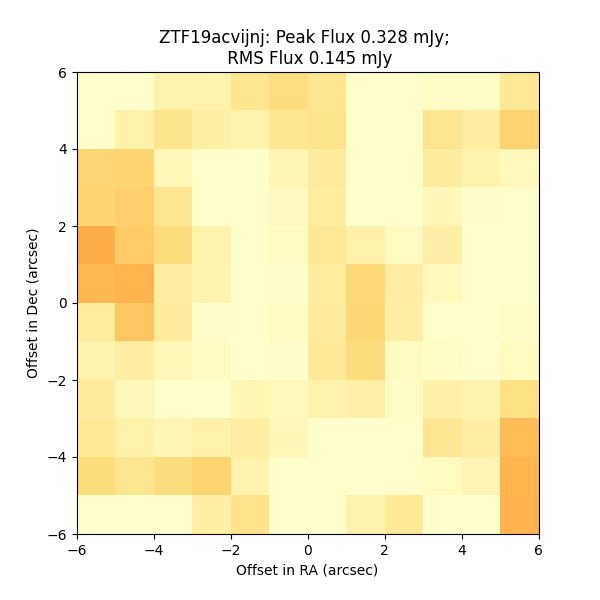 ZTF19acvijnj: Peak Flux 0.328 mJy;
RMS Flux 0.145 mJy
6
4
2
0
−2
−4
−6
Offset in Dec (arcsec)
−6 −4 −2 0 2 4 6
Offset in RA (arcsec)